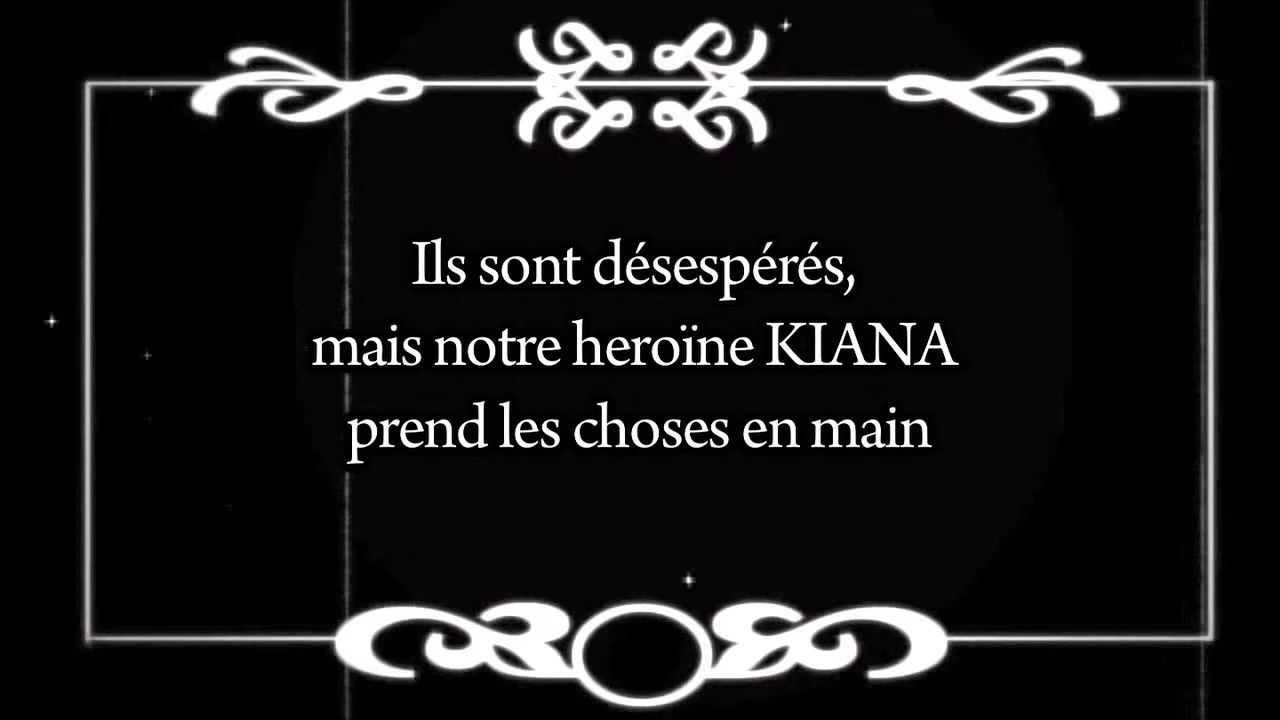 Ils sont désespérés,
mais notre heroïne KIANA
prend les choses en main